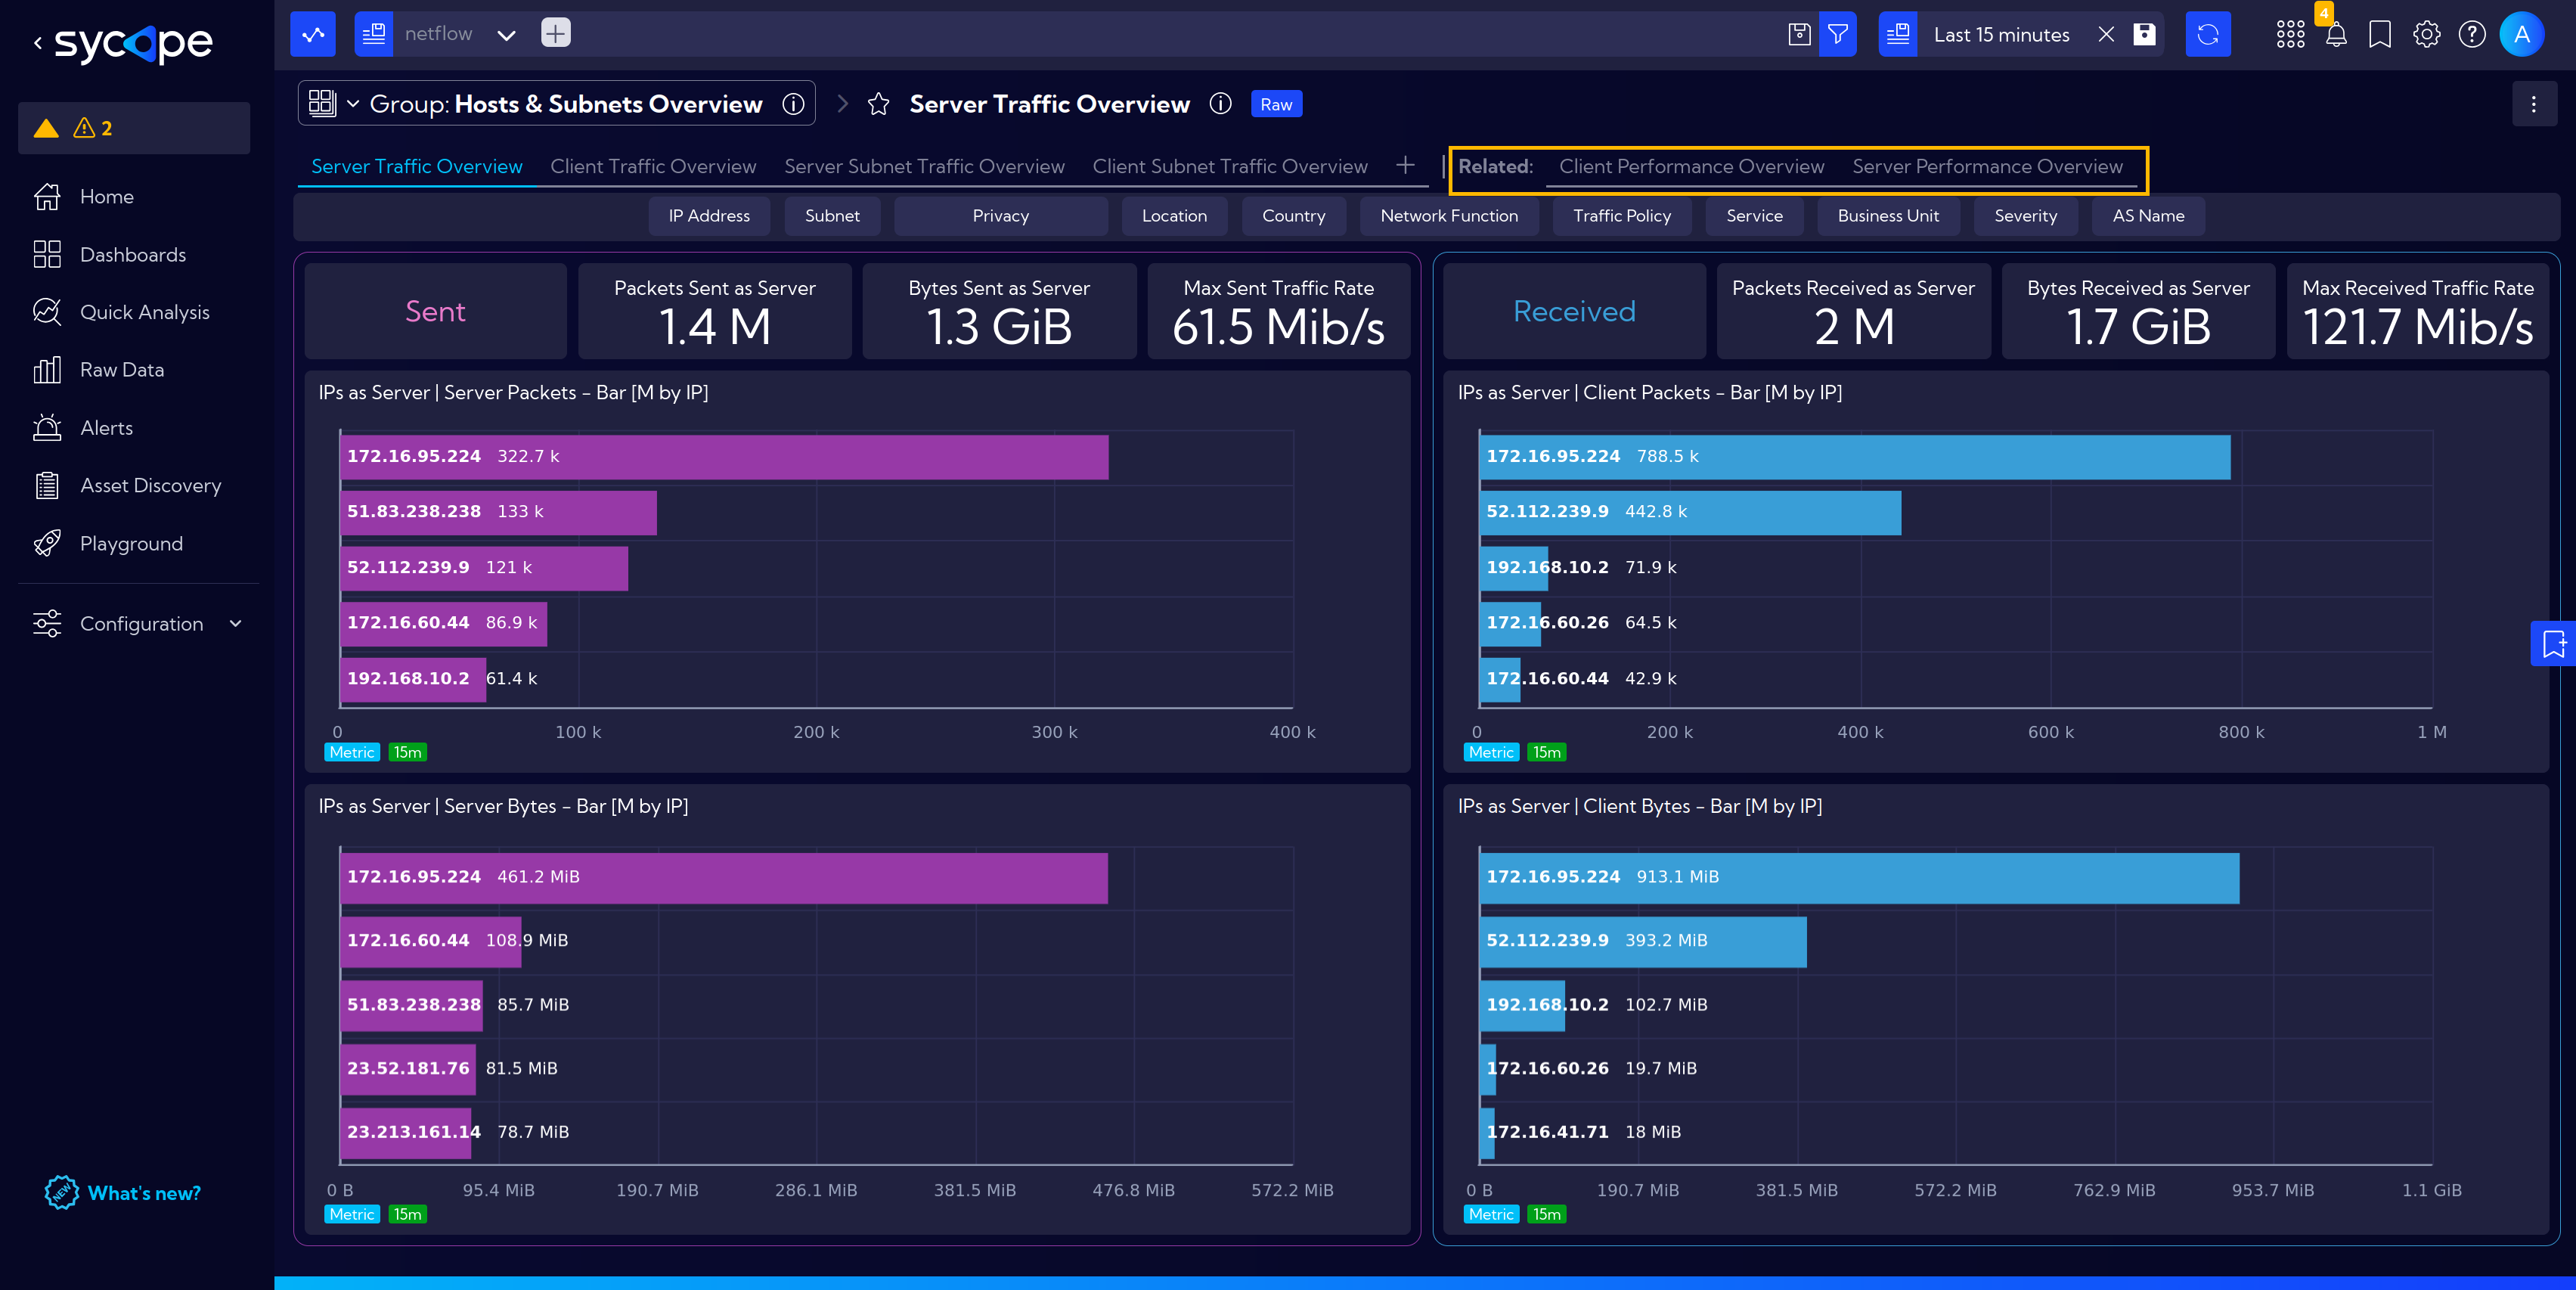 sycope
netflow
Last 15 minutes
4
A
2
Home
Dashboards
Quick Analysis
Raw Data
Alerts
Asset Discovery
Playground
Configuration
NEW What's new?
Group: Hosts & Subnets Overview
Server Traffic Overview
Raw
Server Traffic Overview Client Traffic Overview Server Subnet Traffic Overview Client Subnet Traffic Overview + | Related: Client Performance Overview Server Performance Overview
IP Address Subnet Privacy Location Country Network Function Traffic Policy Service Business Unit Severity AS Name
Sent
Packets Sent as Server
1.4 M
Bytes Sent as Server
1.3 GiB
Max Sent Traffic Rate
61.5 Mib/s
Received
Packets Received as Server
2 M
Bytes Received as Server
1.7 GiB
Max Received Traffic Rate
121.7 Mib/s
IPs as Server | Server Packets - Bar [M by IP]
172.16.95.224 322.7 k
51.83.238.238 133 k
52.112.239.9 121 k
172.16.60.44 86.9 k
192.168.10.2 61.4 k
0 100 k 200 k 300 k 400 k
Metric 15m
IPs as Server | Client Packets - Bar [M by IP]
172.16.95.224 788.5 k
52.112.239.9 442.8 k
192.168.10.2 71.9 k
172.16.60.26 64.5 k
172.16.60.44 42.9 k
0 200 k 400 k 600 k 800 k 1 M
Metric 15m
IPs as Server | Server Bytes - Bar [M by IP]
172.16.95.224 461.2 MiB
172.16.60.44 108.9 MiB
51.83.238.238 85.7 MiB
23.52.181.76 81.5 MiB
23.213.161.14 78.7 MiB
0 B 95.4 MiB 190.7 MiB 286.1 MiB 381.5 MiB 476.8 MiB 572.2 MiB
Metric 15m
IPs as Server | Client Bytes - Bar [M by IP]
172.16.95.224 913.1 MiB
52.112.239.9 393.2 MiB
192.168.10.2 102.7 MiB
172.16.60.26 19.7 MiB
172.16.41.71 18 MiB
0 B 190.7 MiB 381.5 MiB 572.2 MiB 762.9 MiB 953.7 MiB 1.1 GiB
Metric 15m